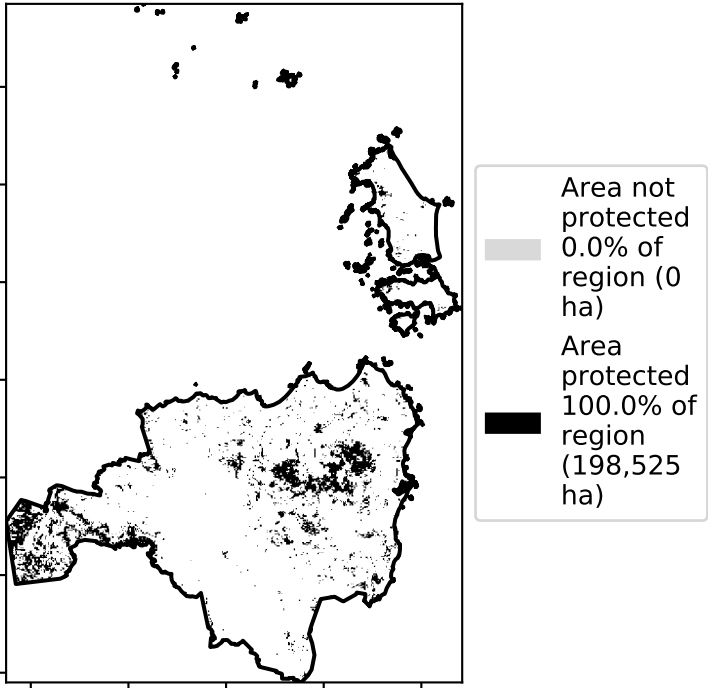 Area not
protected
0.0% of
region (0
ha)
Area
protected
100.0% of
region
(198,525
ha)